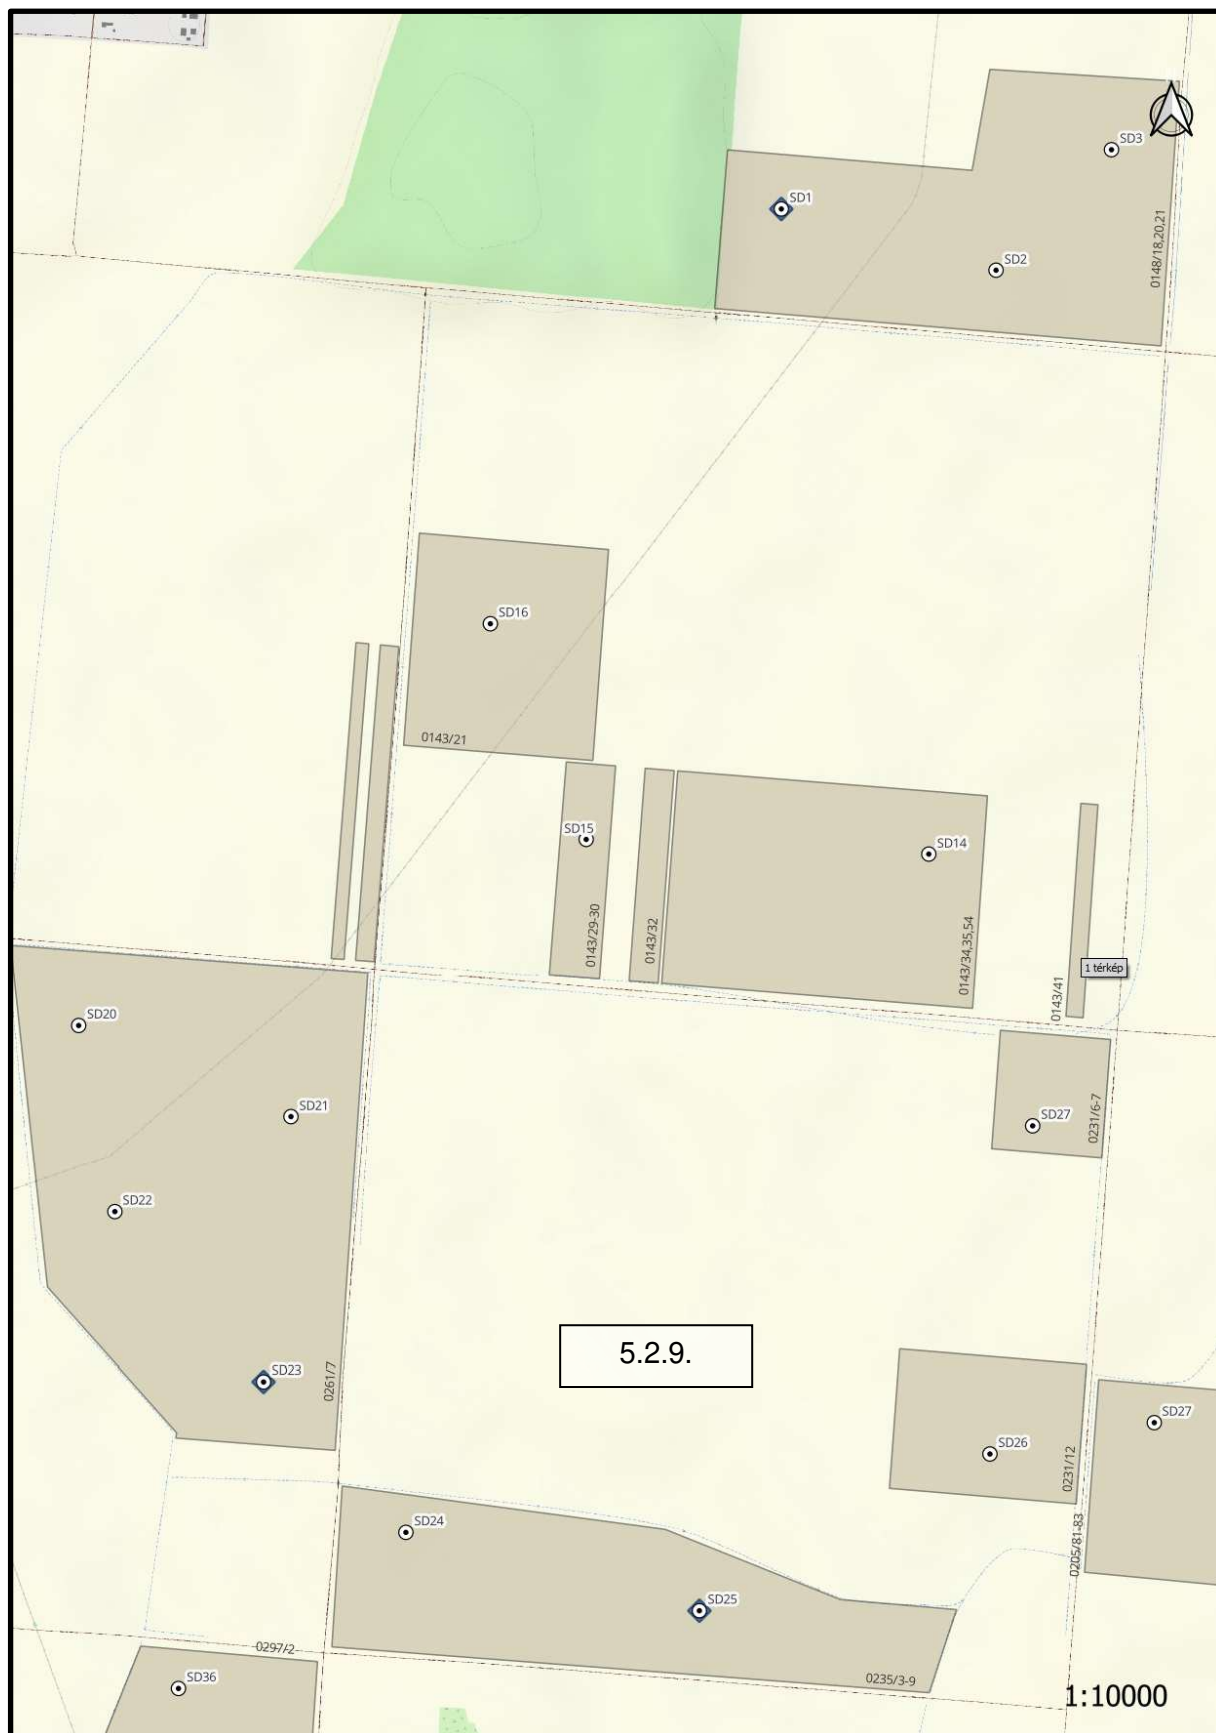 SD3
SD1
SD2
0148/18,20,21
SD16
0143/21
SD15
SD14
0143/29-30
0143/32
0143/34,35,54
0143/41
1 térkép
SD20
SD21
SD27
0231/6-7
SD22
5.2.9.
SD23
0261/7
SD27
SD26
0231/12
SD24
0205/81-83
SD25
0297/2
0235/3-9
SD36
1:10000